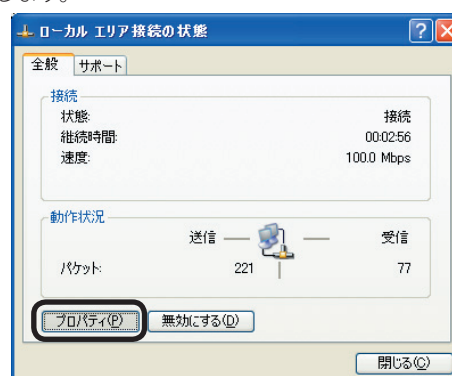 します。
ローカル エリア接続の状態
全般 サポート
接続
状態: 接続
継続時間: 00:02:56
速度: 100.0 Mbps
動作状況
送信 受信
パケット: 221 77
プロパティ(P) 無効にする(D)
閉じる(C)